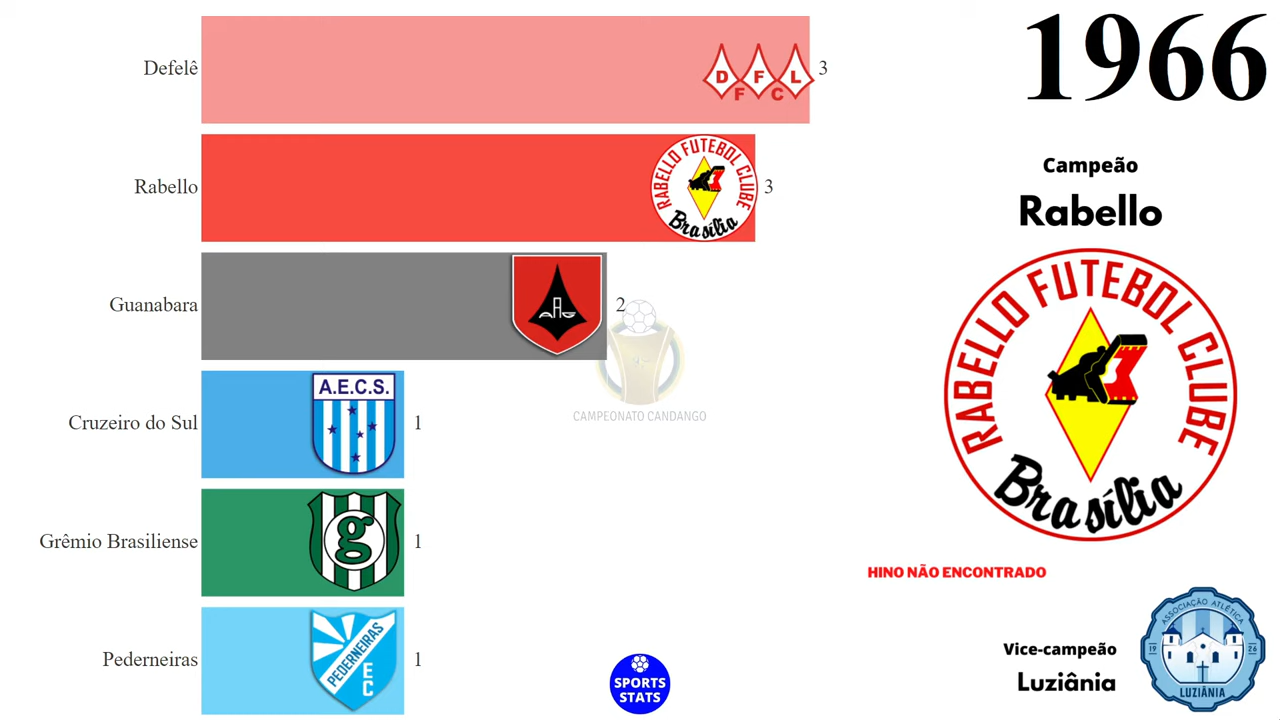 1966
Defelê
D F L
F C
3
Rabello
RABELLO FUTEBOL CLUBE
Brasília
3
Guanabara
2
Cruzeiro do Sul
A.E.C.S.
1
Grêmio Brasiliense
g
1
Pederneiras
PEDERNEIRAS
EC
1
CAMPEONATO CANDANGO
SPORTS
STATS
Campeão
Rabello
RABELLO FUTEBOL CLUBE
Brasília
HINO NÃO ENCONTRADO
Vice-campeão
Luziânia
ASSOCIAÇÃO ATLÉTICA
19 26
LUZIÂNIA